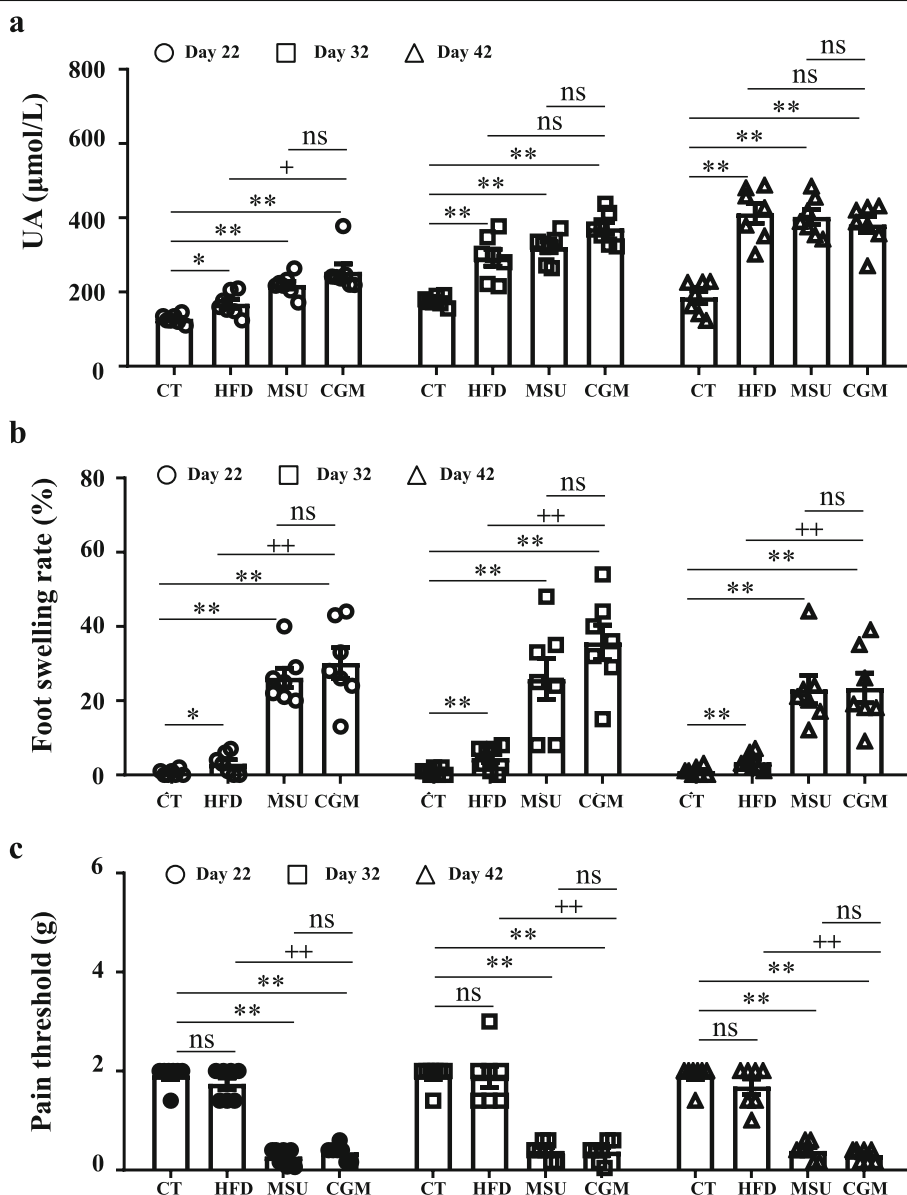 a
Day 22 Day 32 Day 42
UA (μmol/L)
800
600
400
200
0
ns
+
**
**
*
ns
ns
**
**
**
ns
ns
**
**
**
CT HFD MSU CGM CT HFD MSU CGM CT HFD MSU CGM
b
Day 22 Day 32 Day 42
Foot swelling rate (%)
80
60
40
20
0
ns
++
**
**
*
ns
++
**
**
**
ns
++
**
**
**
CT HFD MSU CGM CT HFD MSU CGM CT HFD MSU CGM
c
Day 22 Day 32 Day 42
Pain threshold (g)
6
4
2
0
ns
++
**
**
ns
ns
++
**
**
ns
ns
++
**
**
ns
CT HFD MSU CGM CT HFD MSU CGM CT HFD MSU CGM